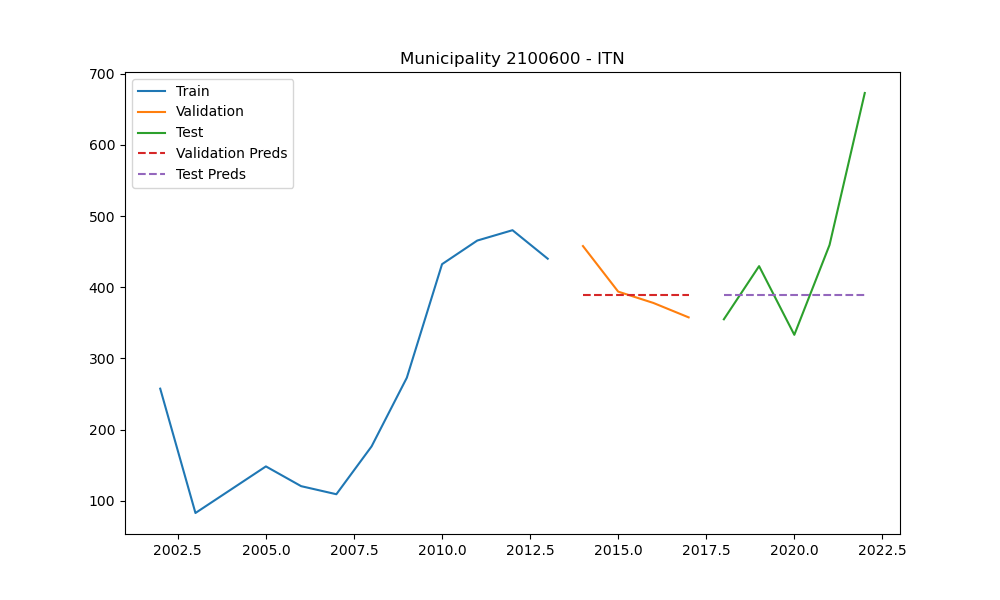 Municipality 2100600 - ITN
700
600
500
400
300
200
100
Train
Validation
Test
Validation Preds
Test Preds
2002.5 2005.0 2007.5 2010.0 2012.5 2015.0 2017.5 2020.0 2022.5